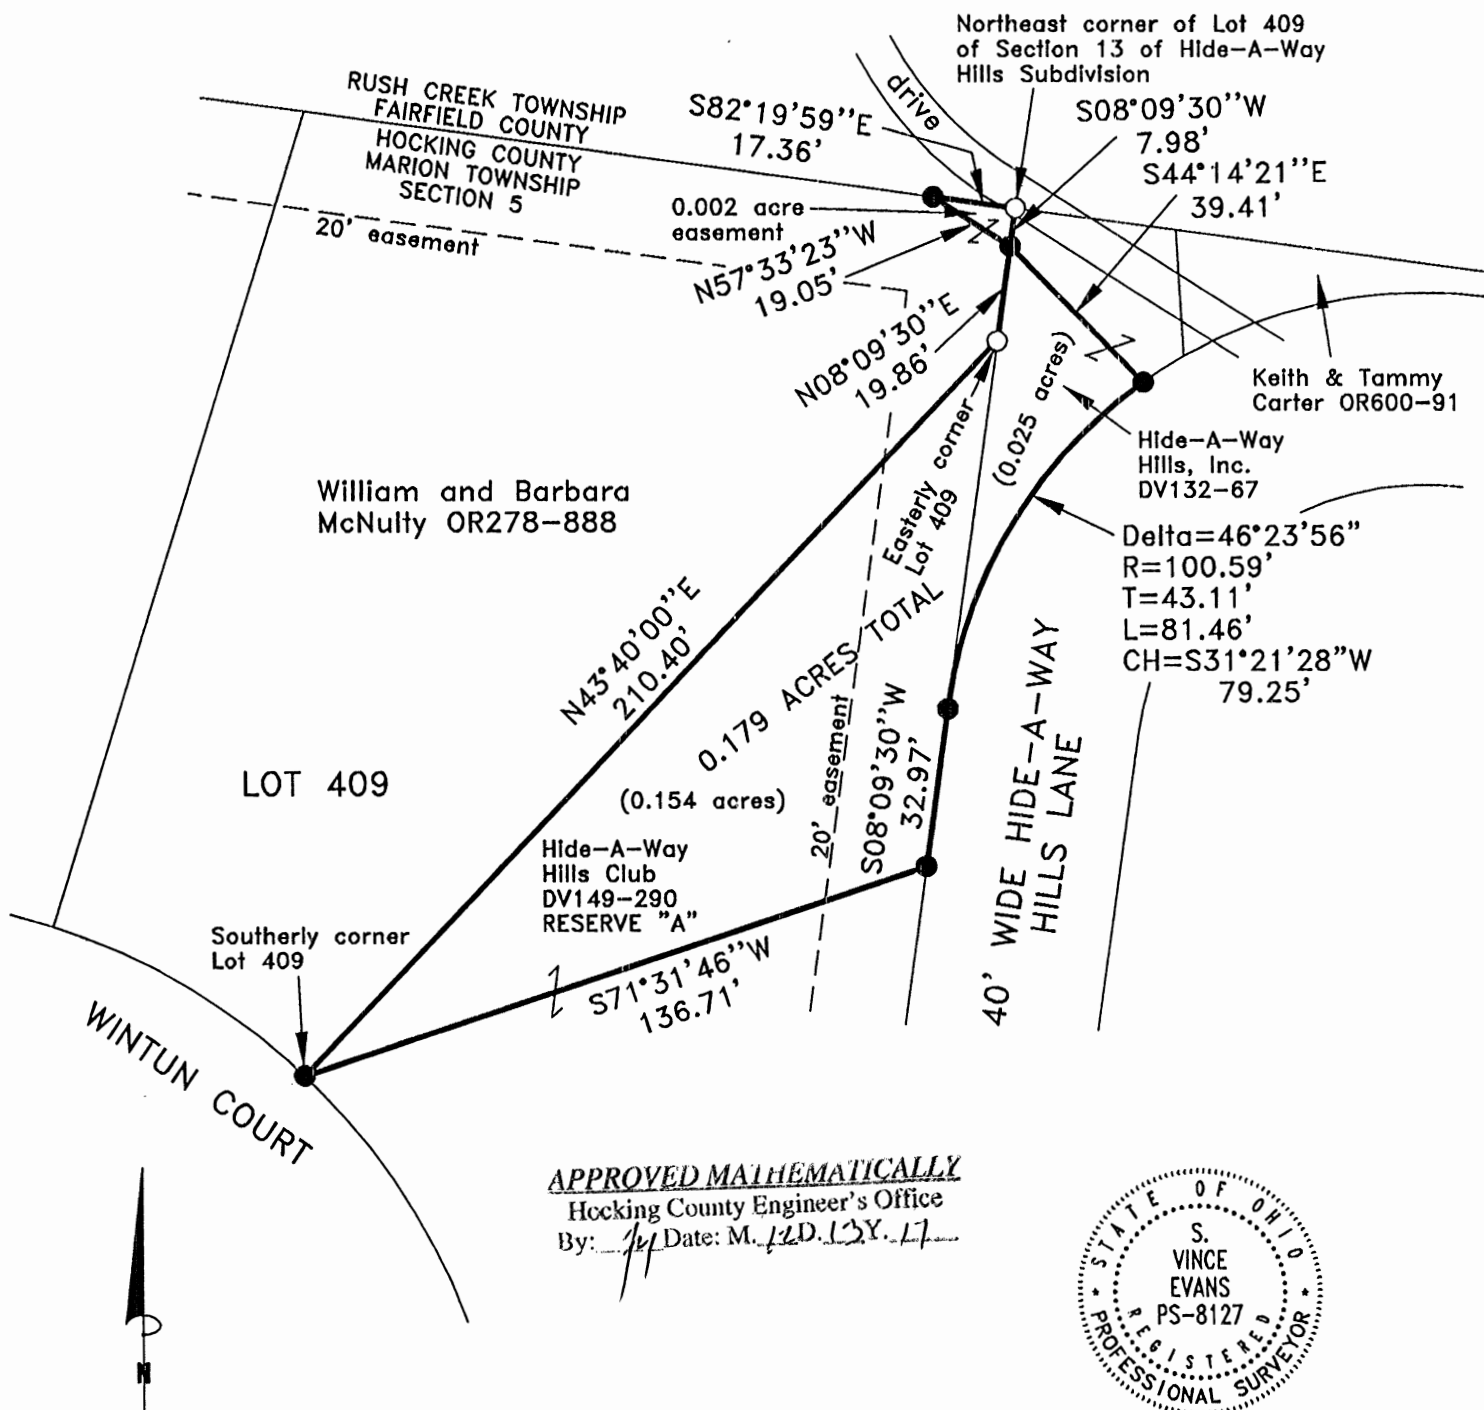 Northeast corner of Lot 409
of Section 13 of Hide-A-Way
Hills Subdivision
drive
RUSH CREEK TOWNSHIP
FAIRFIELD COUNTY
HOCKING COUNTY
MARION TOWNSHIP
SECTION 5
S82°19'59''E
17.36'
S08°09'30''W
7.98'
S44°14'21''E
39.41'
20' easement
0.002 acre
easement
N57°33'23''W
19.05'
N08°09'30''E
19.86'
Keith & Tammy
Carter OR600-91
(0.025 acres)
Hide-A-Way
Hills, Inc.
DV132-67
Easterly corner
Lot 409
William and Barbara
McNulty OR278-888
Delta=46°23'56"
R=100.59'
T=43.11'
L=81.46'
CH=S31°21'28"W
79.25'
N43°40'00''E
210.40'
0.179 ACRES TOTAL
(0.154 acres)
20' easement
S08°09'30''W
32.97'
40' WIDE HIDE-A-WAY
HILLS LANE
LOT 409
Hide-A-Way
Hills Club
DV149-290
RESERVE "A"
Southerly corner
Lot 409
S71°31'46''W
136.71'
WINTUN COURT
APPROVED MATHEMATICALLY
Hocking County Engineer's Office
By: Date: M. 12 D. 13 Y. 17
N
STATE OF OHIO
S.
VINCE
EVANS
PS-8127
REGISTERED
PROFESSIONAL SURVEYOR